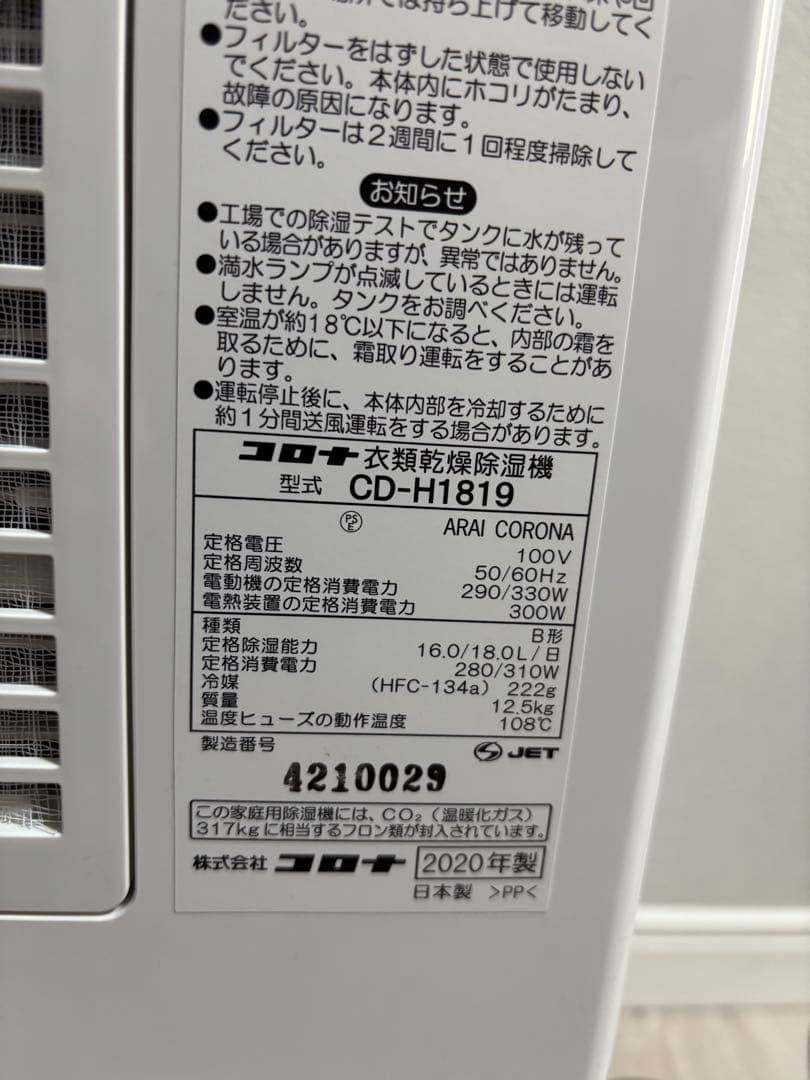 では持ち上げて移動してく
ださい。
●フィルターをはずした状態で使用しない
でください。本体内にホコリがたまり、
故障の原因になります。
●フィルターは2週間に1回程度掃除して
ください。
お知らせ
●工場での除湿テストでタンクに水が残って
いる場合がありますが、異常ではありません。
●満水ランプが点滅しているときには運転
しません。タンクをお調べください。
●室温が約18℃以下になると、内部の霜を
取るために、霜取り運転をすることがあ
ります。
●運転停止後に、本体内部を冷却するために
約1分間送風運転をする場合があります。
コロナ衣類乾燥除湿機
型式 CD-H1819
PSE ARAI CORONA
定格電圧 100V
定格周波数 50/60Hz
電動機の定格消費電力 290/330W
電熱装置の定格消費電力 300W
種類 B形
定格除湿能力 16.0/18.0L/日
定格消費電力 280/310W
冷媒 (HFC-134a) 222g
質量 12.5kg
温度ヒューズの動作温度 108℃
製造番号 JET
4210029
この家庭用除湿機には、CO₂(温暖化ガス)
317kgに相当するフロン類が封入されています。
株式会社 コロナ 2020年製
日本製 >PP<